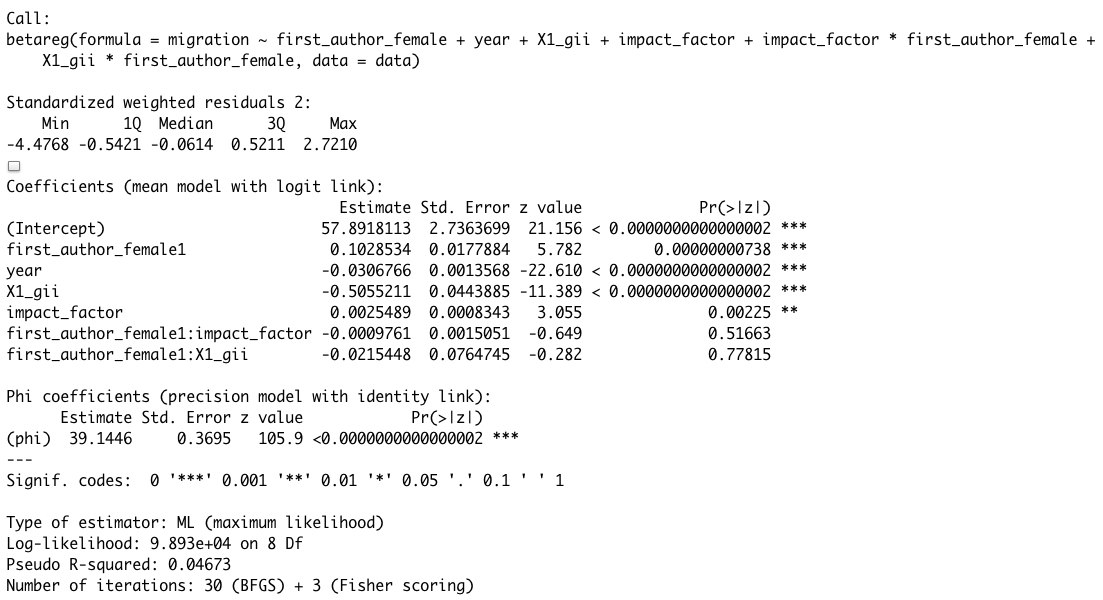 Call:
betareg(formula = migration ~ first_author_female + year + X1_gii + impact_factor + impact_factor * first_author_female +
    X1_gii * first_author_female, data = data)

Standardized weighted residuals 2:
    Min      1Q  Median      3Q     Max
-4.4768 -0.5421 -0.0614  0.5211  2.7210

Coefficients (mean model with logit link):
                                    Estimate Std. Error z value             Pr(>|z|)
(Intercept)                       57.8918113  2.7363699  21.156 < 0.0000000000000002 ***
first_author_female1               0.1028534  0.0177884   5.782        0.00000000738 ***
year                              -0.0306766  0.0013568 -22.610 < 0.0000000000000002 ***
X1_gii                            -0.5055211  0.0443885 -11.389 < 0.0000000000000002 ***
impact_factor                      0.0025489  0.0008343   3.055              0.00225 **
first_author_female1:impact_factor -0.0009761  0.0015051  -0.649              0.51663
first_author_female1:X1_gii       -0.0215448  0.0764745  -0.282              0.77815

Phi coefficients (precision model with identity link):
      Estimate Std. Error z value            Pr(>|z|)
(phi)  39.1446     0.3695   105.9 <0.0000000000000002 ***
---
Signif. codes:  0 '***' 0.001 '**' 0.01 '*' 0.05 '.' 0.1 ' ' 1

Type of estimator: ML (maximum likelihood)
Log-likelihood: 9.893e+04 on 8 Df
Pseudo R-squared: 0.04673
Number of iterations: 30 (BFGS) + 3 (Fisher scoring)